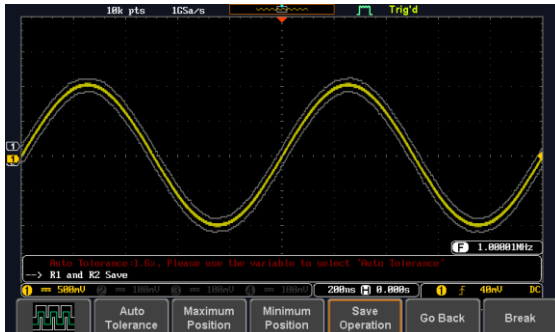 10k pts 1GSa/s Trig'd
1
1
F 1.00001MHz
Auto Tolerance:1.6%, Please use the variable to select 'Auto Tolerance'
--> R1 and R2 Save
1 500mV 2 100mV 3 100mV 4 100mV 200ns H 0.000s 1 40mV DC
Auto Tolerance
Maximum Position
Minimum Position
Save Operation
Go Back
Break